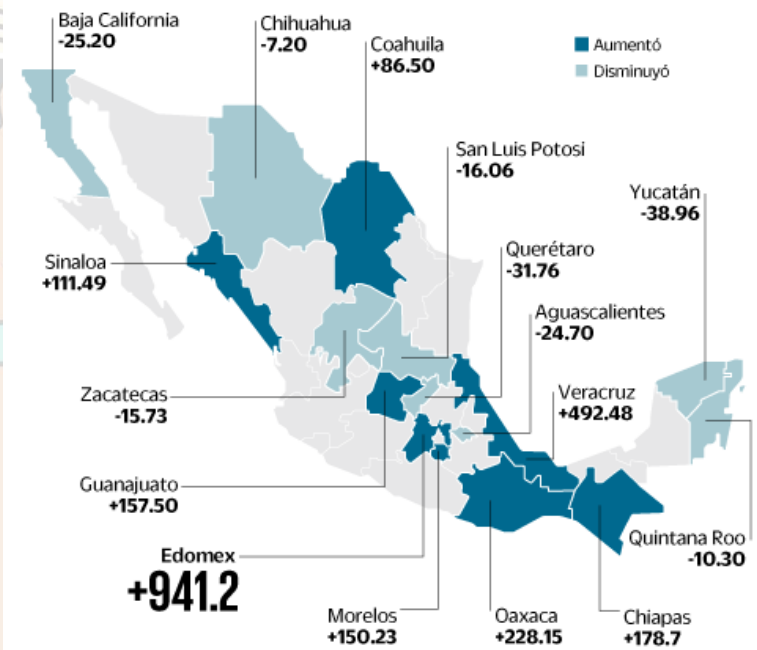 Baja California
-25.20
Chihuahua
-7.20
Coahuila
+86.50
Aumentó
Disminuyó
San Luis Potosi
-16.06
Yucatán
-38.96
Querétaro
-31.76
Sinaloa
+111.49
Aguascalientes
-24.70
Zacatecas
-15.73
Veracruz
+492.48
Guanajuato
+157.50
Quintana Roo
-10.30
Edomex
+941.2
Morelos
+150.23
Oaxaca
+228.15
Chiapas
+178.7